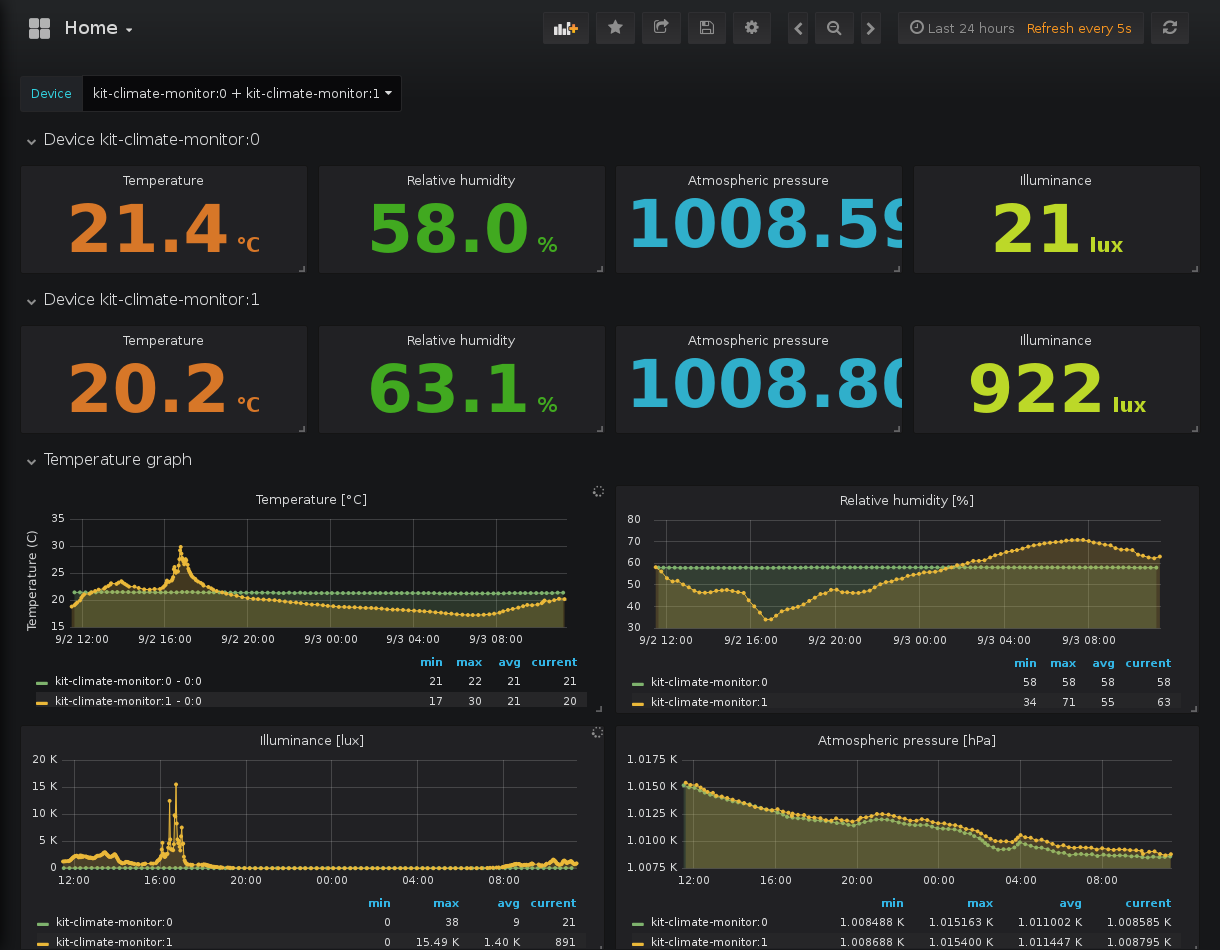 Home
Last 24 hours Refresh every 5s
Device kit-climate-monitor:0 + kit-climate-monitor:1
Device kit-climate-monitor:0
Temperature Relative humidity Atmospheric pressure Illuminance
21.4 °C 58.0 % 1008.59 21 lux
Device kit-climate-monitor:1
Temperature Relative humidity Atmospheric pressure Illuminance
20.2 °C 63.1 % 1008.80 922 lux
Temperature graph
Temperature [°C]
Temperature (C)
35
30
25
20
15
9/2 12:00 9/2 16:00 9/2 20:00 9/3 00:00 9/3 04:00 9/3 08:00
min max avg current
kit-climate-monitor:0 - 0:0 21 22 21 21
kit-climate-monitor:1 - 0:0 17 30 21 20
Relative humidity [%]
80
70
60
50
40
30
9/2 12:00 9/2 16:00 9/2 20:00 9/3 00:00 9/3 04:00 9/3 08:00
min max avg current
kit-climate-monitor:0 58 58 58 58
kit-climate-monitor:1 34 71 55 63
Illuminance [lux]
20 K
15 K
10 K
5 K
0
12:00 16:00 20:00 00:00 04:00 08:00
min max avg current
kit-climate-monitor:0 0 38 9 21
kit-climate-monitor:1 0 15.49 K 1.40 K 891
Atmospheric pressure [hPa]
1.0175 K
1.0150 K
1.0125 K
1.0100 K
1.0075 K
12:00 16:00 20:00 00:00 04:00 08:00
min max avg current
kit-climate-monitor:0 1.008488 K 1.015163 K 1.011002 K 1.008585 K
kit-climate-monitor:1 1.008688 K 1.015400 K 1.011447 K 1.008795 K